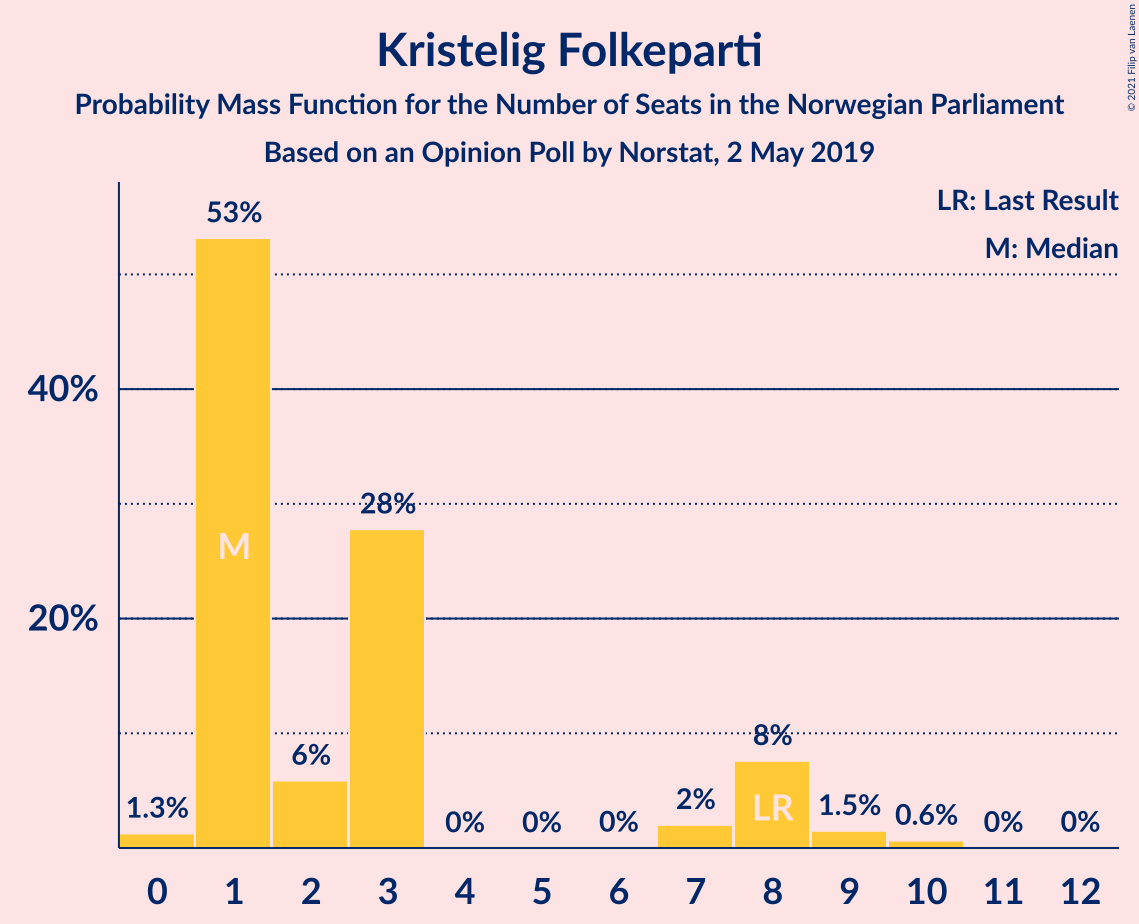 Kristelig Folkeparti
Probability Mass Function for the Number of Seats in the Norwegian Parliament
Based on an Opinion Poll by Norstat, 2 May 2019
© 2021 Filip van Laenen
LR: Last Result
M: Median
53%
40%
28%
M
20%
8%
6%
2%
1.3%
LR
1.5%
0.6%
0% 0% 0% 0% 0%
0 1 2 3 4 5 6 7 8 9 10 11 12